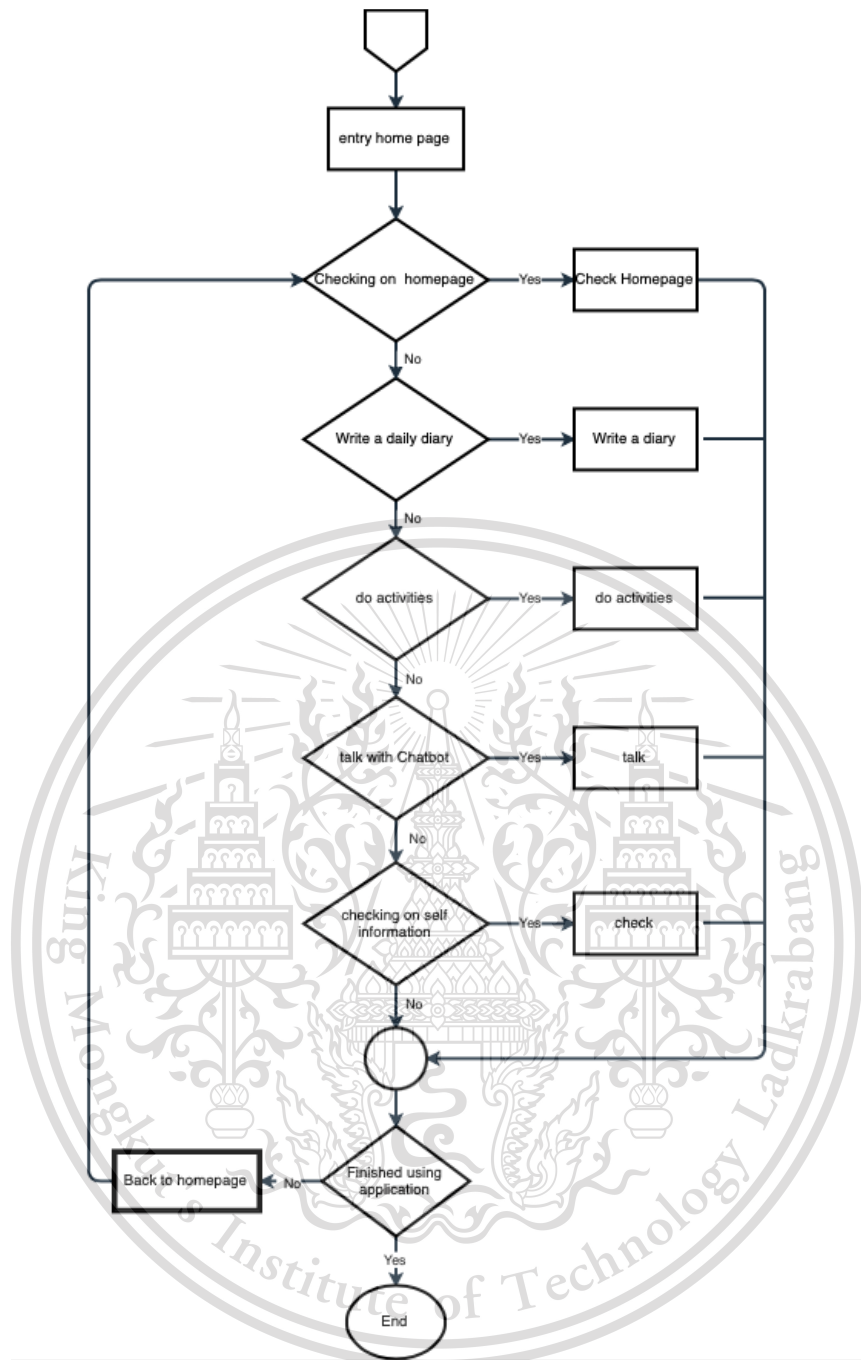 entry home page
Checking on homepage
Yes
Check Homepage
No
Write a daily diary
Yes
Write a diary
No
do activities
Yes
do activities
No
talk with Chatbot
Yes
talk
No
checking on self
information
Yes
check
No
Finished using
application
No
Back to homepage
Yes
End
King Mongkut's Institute of Technology Ladkrabang